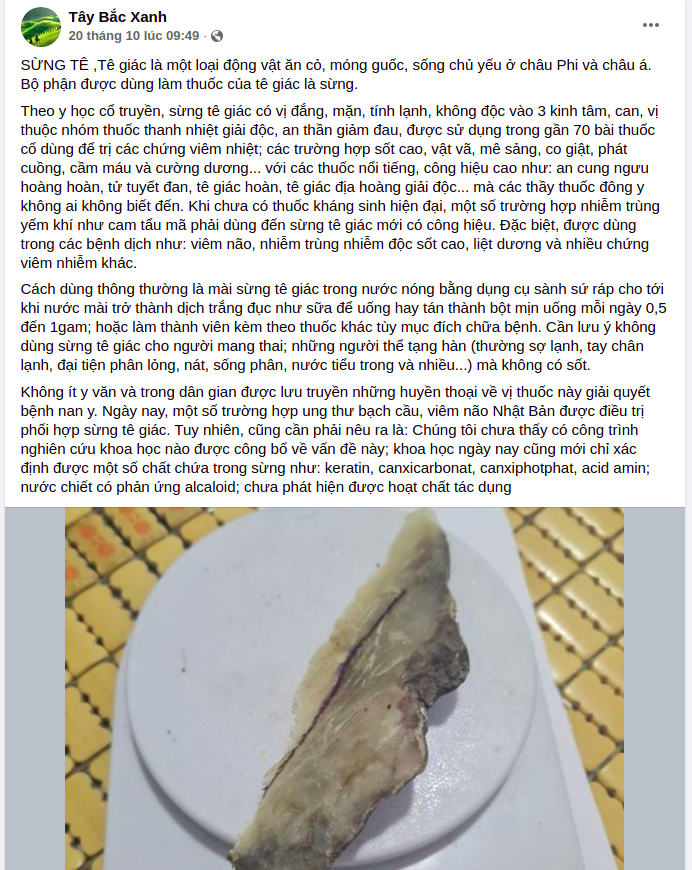 Tây Bắc Xanh
20 tháng 10 lúc 09:49 ·
SỪNG TÊ ,Tê giác là một loại động vật ăn cỏ, móng guốc, sống chủ yếu ở châu Phi và châu á.
Bộ phận được dùng làm thuốc của tê giác là sừng.
Theo y học cổ truyền, sừng tê giác có vị đắng, mặn, tính lạnh, không độc vào 3 kinh tâm, can, vị
thuộc nhóm thuốc thanh nhiệt giải độc, an thần giảm đau, được sử dụng trong gần 70 bài thuốc
cổ dùng để trị các chứng viêm nhiệt; các trường hợp sốt cao, vật vã, mê sảng, co giật, phát
cuồng, cầm máu và cường dương... với các thuốc nổi tiếng, công hiệu cao như: an cung ngưu
hoàng hoàn, tử tuyết đan, tê giác hoàn, tê giác địa hoàng giải độc... mà các thầy thuốc đông y
không ai không biết đến. Khi chưa có thuốc kháng sinh hiện đại, một số trường hợp nhiễm trùng
yếm khí như cam tẩu mã phải dùng đến sừng tê giác mới có công hiệu. Đặc biệt, được dùng
trong các bệnh dịch như: viêm não, nhiễm trùng nhiễm độc sốt cao, liệt dương và nhiều chứng
viêm nhiễm khác.
Cách dùng thông thường là mài sừng tê giác trong nước nóng bằng dụng cụ sành sứ ráp cho tới
khi nước mài trở thành dịch trắng đục như sữa để uống hay tán thành bột mịn uống mỗi ngày 0,5
đến 1gam; hoặc làm thành viên kèm theo thuốc khác tùy mục đích chữa bệnh. Cần lưu ý không
dùng sừng tê giác cho người mang thai; những người thể tạng hàn (thường sợ lạnh, tay chân
lạnh, đại tiện phân lỏng, nát, sống phân, nước tiểu trong và nhiều...) mà không có sốt.
Không ít y văn và trong dân gian được lưu truyền những huyền thoại về vị thuốc này giải quyết
bệnh nan y. Ngày nay, một số trường hợp ung thư bạch cầu, viêm não Nhật Bản được điều trị
phối hợp sừng tê giác. Tuy nhiên, cũng cần phải nêu ra là: Chúng tôi chưa thấy có công trình
nghiên cứu khoa học nào được công bố về vấn đề này; khoa học ngày nay cũng mới chỉ xác
định được một số chất chứa trong sừng như: keratin, canxicarbonat, canxiphotphat, acid amin;
nước chiết có phản ứng alcaloid; chưa phát hiện được hoạt chất tác dụng